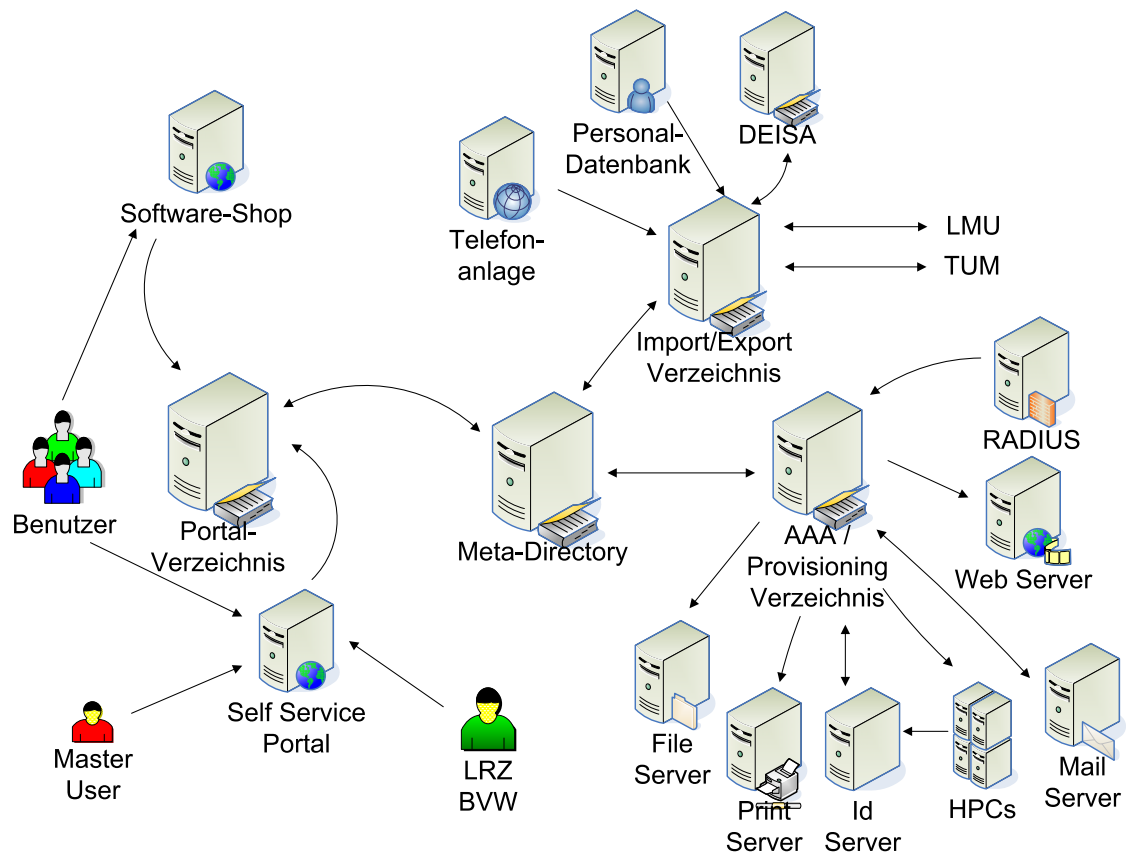 Personal-
Datenbank
DEISA
Software-Shop
Telefon-
anlage
LMU
TUM
Import/Export
Verzeichnis
RADIUS
Benutzer
Portal-
Verzeichnis
Meta-Directory
AAA /
Provisioning
Verzeichnis
Web Server
Self Service
Portal
Master
User
LRZ
BVW
File
Server
Print
Server
Id
Server
HPCs
Mail
Server